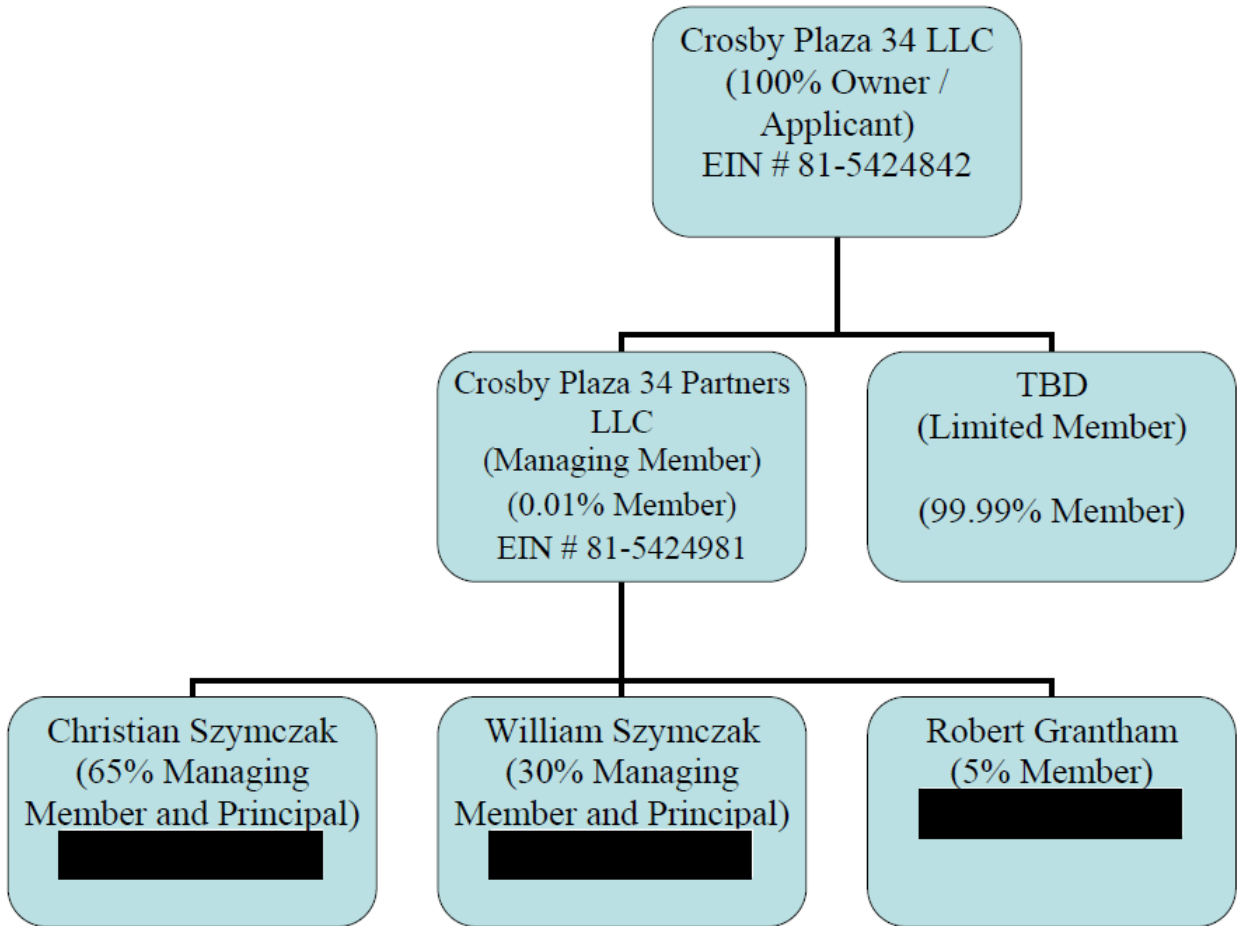 Crosby Plaza 34 LLC
(100% Owner /
Applicant)
EIN # 81-5424842
Crosby Plaza 34 Partners
LLC
(Managing Member)
(0.01% Member)
EIN # 81-5424981
TBD
(Limited Member)
(99.99% Member)
Christian Szymczak
(65% Managing
Member and Principal)
William Szymczak
(30% Managing
Member and Principal)
Robert Grantham
(5% Member)